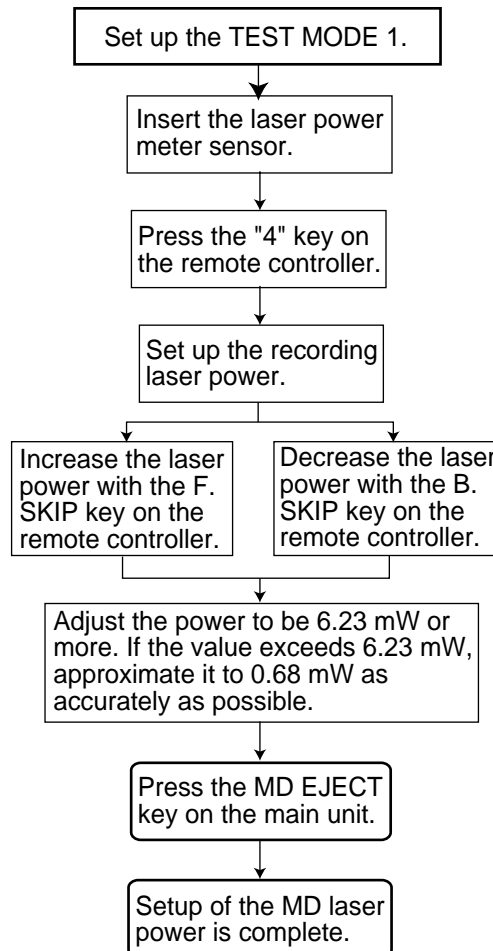 Set up the TEST MODE 1.
Insert the laser power
meter sensor.
Press the "4" key on
the remote controller.
Set up the recording
laser power.
Increase the laser
power with the F.
SKIP key on the
remote controller.
Decrease the laser
power with the B.
SKIP key on the
remote controller.
Adjust the power to be 6.23 mW or
more. If the value exceeds 6.23 mW,
approximate it to 0.68 mW as
accurately as possible.
Press the MD EJECT
key on the main unit.
Setup of the MD laser
power is complete.